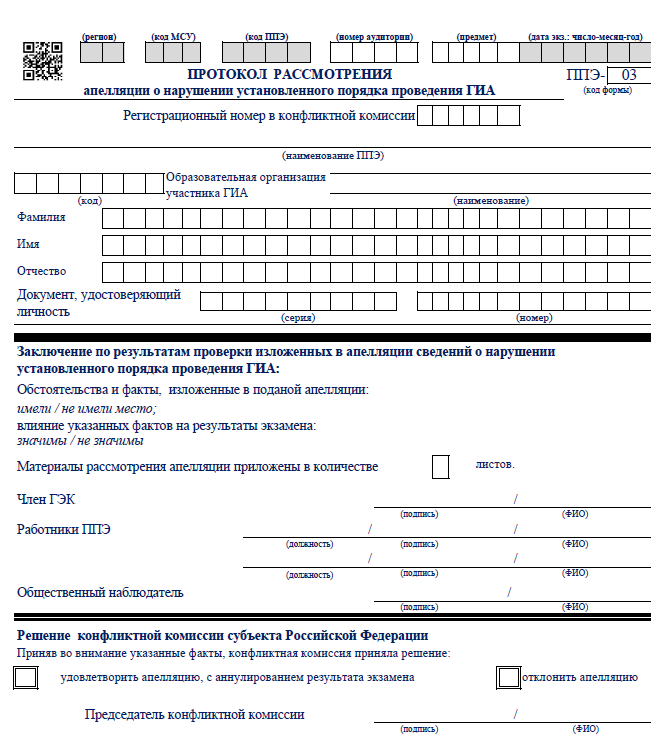 (регион) (код МСУ) (код ППЭ) (номер аудитории) (предмет) (дата экз.: число-месяц-год)
ПРОТОКОЛ РАССМОТРЕНИЯ
апелляции о нарушении установленного порядка проведения ГИА
ППЭ- 03
(код формы)
Регистрационный номер в конфликтной комиссии
(наименование ППЭ)
Образовательная организация
участника ГИА
(код) (наименование)
Фамилия
Имя
Отчество
Документ, удостоверяющий
личность
(серия) (номер)
Заключение по результатам проверки изложенных в апелляции сведений о нарушении
установленного порядка проведения ГИА:
Обстоятельства и факты, изложенные в поданой апелляции:
имели / не имели место;
влияние указанных фактов на результаты экзамена:
значимы / не значимы
Материалы рассмотрения апелляции приложены в количестве листов.
Член ГЭК /
(подпись) (ФИО)
Работники ППЭ / /
(должность) (подпись) (ФИО)
/ /
(должность) (подпись) (ФИО)
Общественный наблюдатель /
(подпись) (ФИО)
Решение конфликтной комиссии субъекта Российской Федерации
Приняв во внимание указанные факты, конфликтная комиссия приняла решение:
удовлетворить апелляцию, с аннулированием результата экзамена отклонить апелляцию
Председатель конфликтной комиссии /
(подпись) (ФИО)